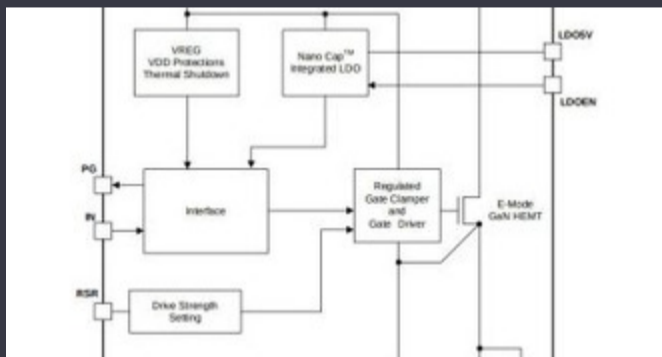 VREG
VDD Protections
Thermal Shutdown
Nano Cap™
Integrated LDO
LDO5V
LDOEN
PG
IN
Interface
Regulated
Gate Clamper
and
Gate Driver
E-Mode
GaN HEMT
RSR
Drive Strength
Setting